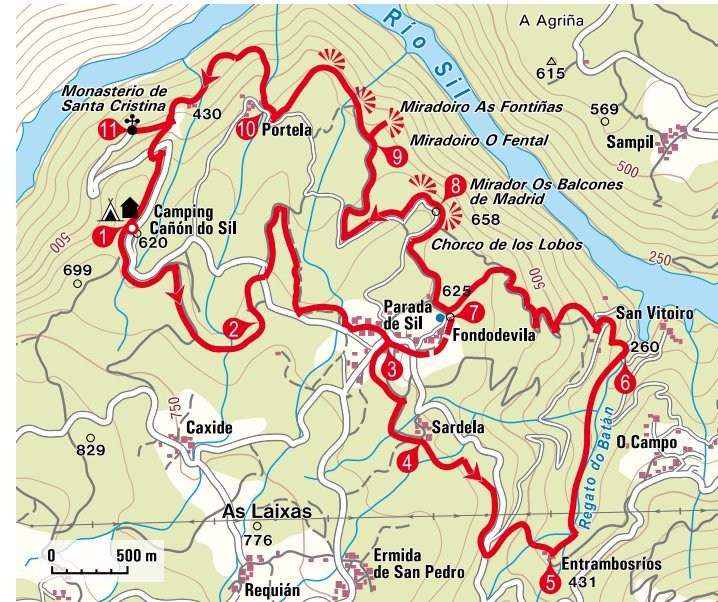 A Agriña
615
Río Sil
569
Sampil
500
Monasterio de
Santa Cristina
430
11
10
Portela
Miradoiro As Fontiñas
Miradoiro O Fental
9
8
Mirador Os Balcones
de Madrid
658
Chorco de los Lobos
500
250
Camping
Cañón do Sil
1
620
500
699
2
625
7
Parada
de Sil
Fondodevila
San Vitoiro
260
6
3
750
Caxide
829
Sardela
4
O Campo
Regato do Batán
As Laixas
776
0
500 m
Requián
Ermida
de San Pedro
Entrambosríos
5
431